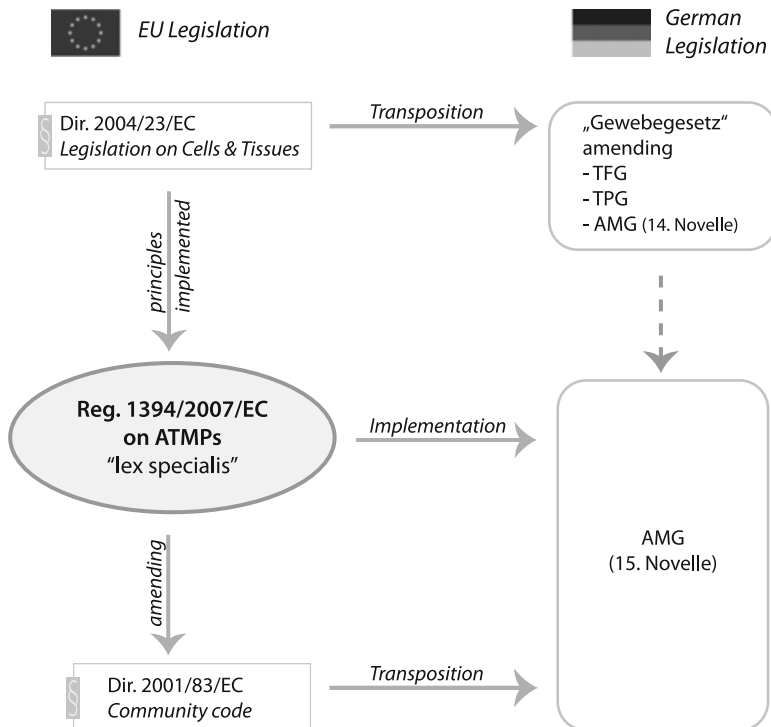 EU Legislation
German
Legislation
§
Dir. 2004/23/EC
Legislation on Cells & Tissues
Transposition
„Gewebegesetz“
amending
- TFG
- TPG
- AMG (14. Novelle)
principles
implemented
Reg. 1394/2007/EC
on ATMPs
“lex specialis”
Implementation
AMG
(15. Novelle)
amending
§
Dir. 2001/83/EC
Community code
Transposition